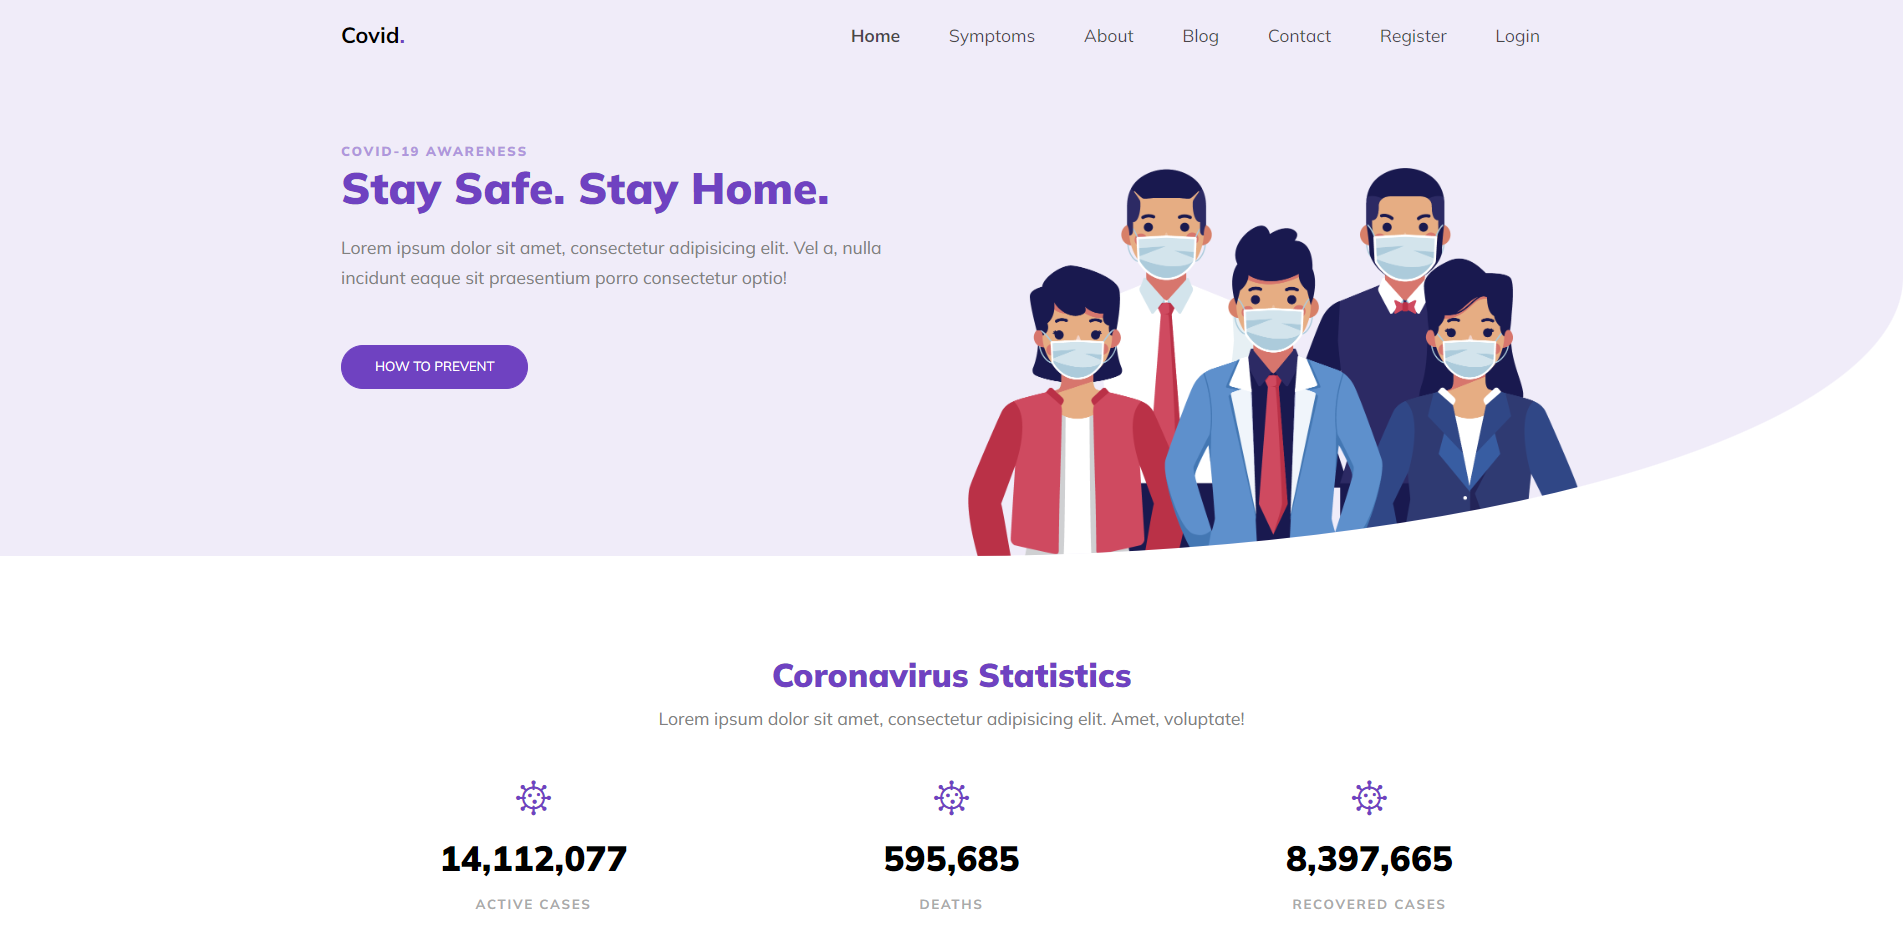 Covid.
Home Symptoms About Blog Contact Register Login
COVID-19 AWARENESS
Stay Safe. Stay Home.
Lorem ipsum dolor sit amet, consectetur adipisicing elit. Vel a, nulla
incidunt eaque sit praesentium porro consectetur optio!
HOW TO PREVENT
Coronavirus Statistics
Lorem ipsum dolor sit amet, consectetur adipisicing elit. Amet, voluptate!
14,112,077 595,685 8,397,665
ACTIVE CASES DEATHS RECOVERED CASES